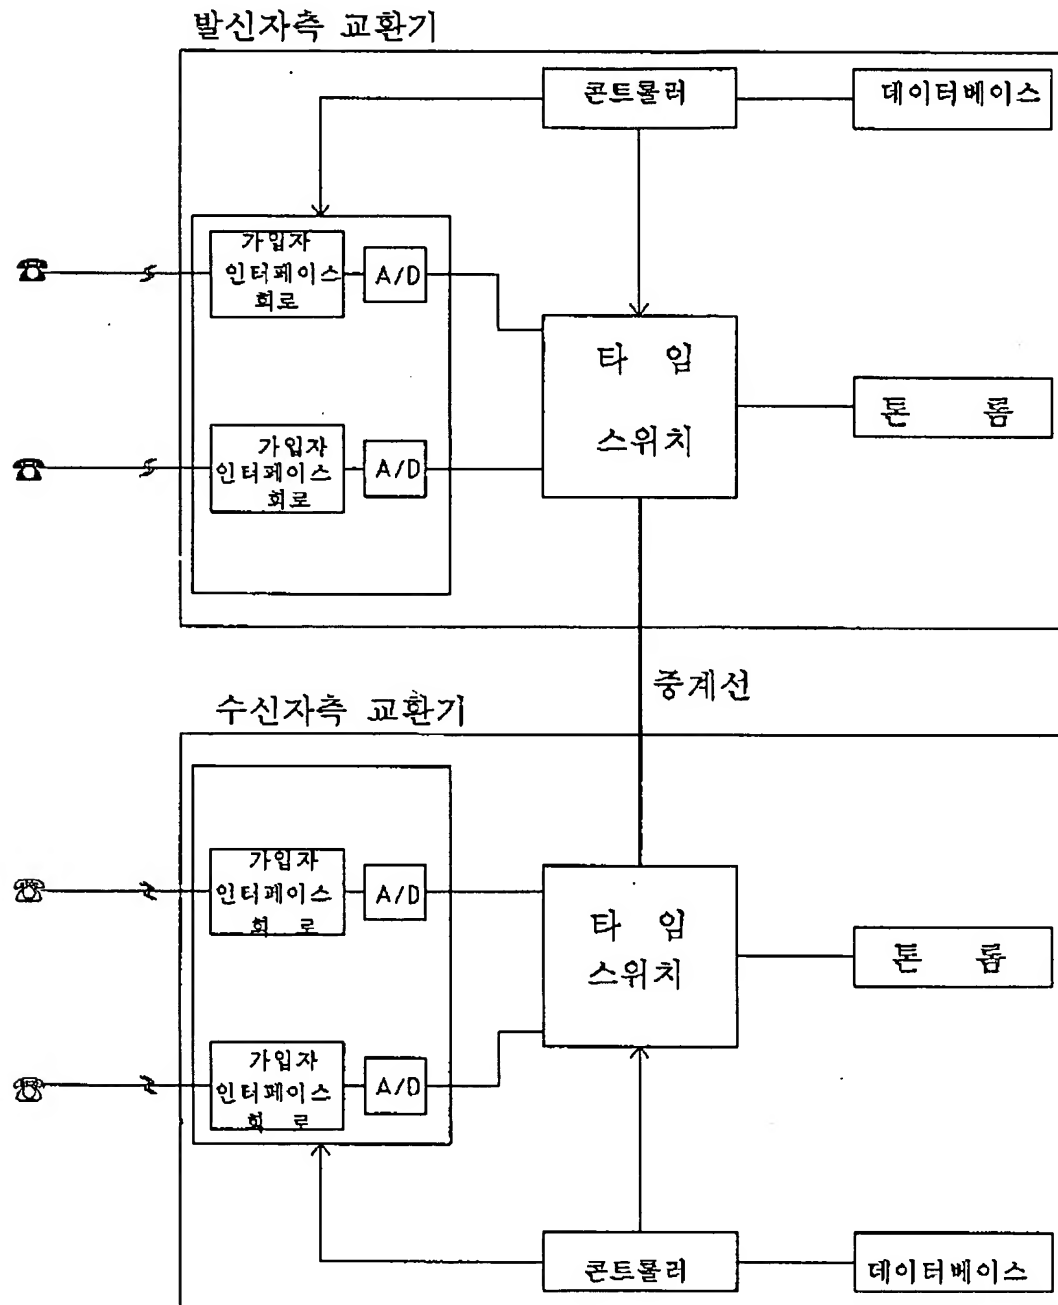 발신자측 교환기
콘트롤러
데이터베이스
가입자
인터페이스
회로
A/D
타 임
스위치
톤 롬
가입자
인터페이스
회로
A/D
중계선
수신자측 교환기
가입자
인터페이스
회 로
A/D
타 임
스위치
톤 롬
가입자
인터페이스
회 로
A/D
콘트롤러
데이터베이스